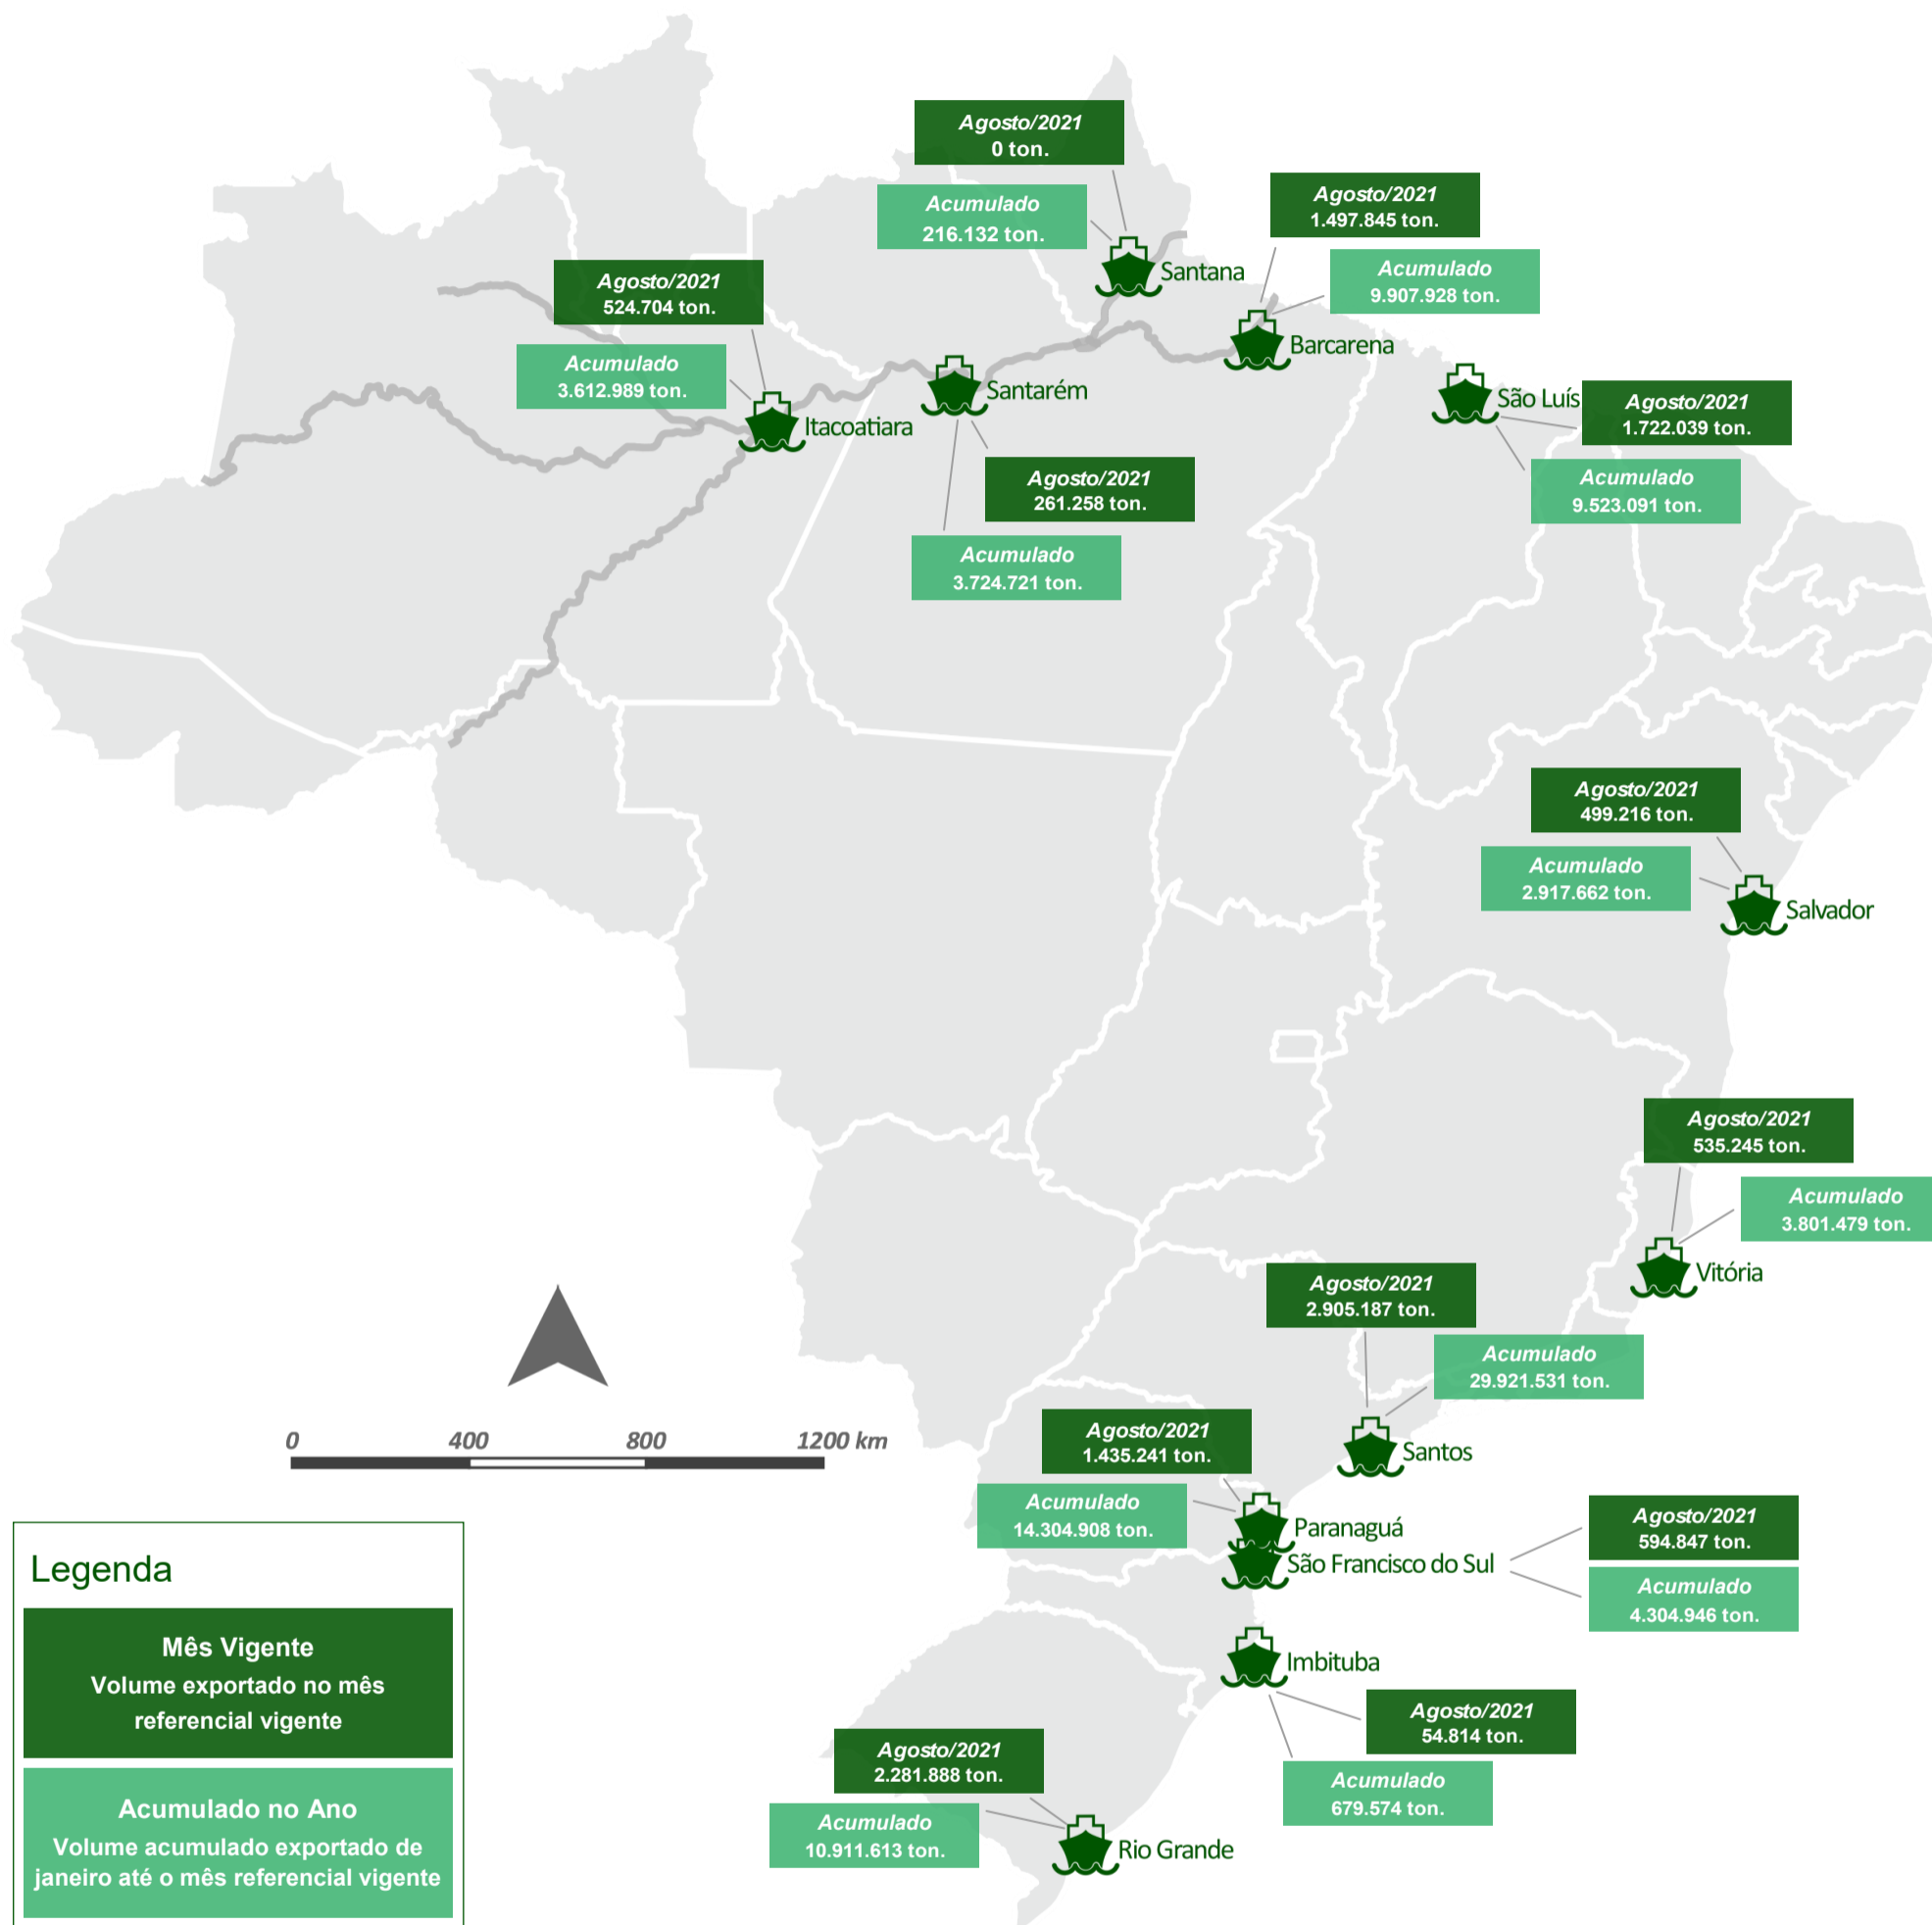 Agosto/2021
0 ton.
Acumulado
216.132 ton.
Santana
Agosto/2021
1.497.845 ton.
Acumulado
9.907.928 ton.
Barcarena
Agosto/2021
524.704 ton.
Acumulado
3.612.989 ton.
Itacoatiara
Santarém
Agosto/2021
261.258 ton.
Acumulado
3.724.721 ton.
São Luís
Agosto/2021
1.722.039 ton.
Acumulado
9.523.091 ton.
Agosto/2021
499.216 ton.
Acumulado
2.917.662 ton.
Salvador
Agosto/2021
535.245 ton.
Acumulado
3.801.479 ton.
Vitória
Agosto/2021
2.905.187 ton.
Acumulado
29.921.531 ton.
Santos
Agosto/2021
1.435.241 ton.
Acumulado
14.304.908 ton.
Paranaguá
São Francisco do Sul
Agosto/2021
594.847 ton.
Acumulado
4.304.946 ton.
Imbituba
Agosto/2021
54.814 ton.
Acumulado
679.574 ton.
Agosto/2021
2.281.888 ton.
Acumulado
10.911.613 ton.
Rio Grande
0 400 800 1200 km
Legenda
Mês Vigente
Volume exportado no mês
referencial vigente
Acumulado no Ano
Volume acumulado exportado de
janeiro até o mês referencial vigente